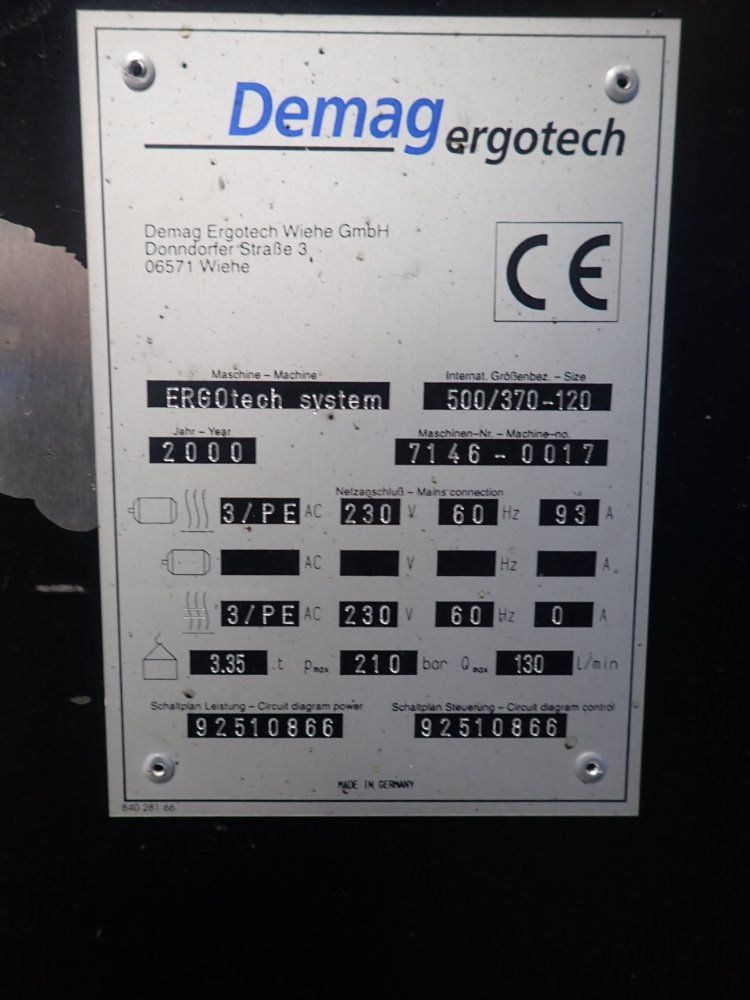 Demag ergotech
Demag Ergotech Wiehe GmbH
Donndorfer Straße 3
06571 Wiehe
CE
Maschine – Machine Internat. Größenbez. – Size
ERGOtech system 500/370-120
Jahr – Year Maschinen-Nr. – Machine-no.
2000 7146-0017
Netzanschluß – Mains connection
3/PE AC 230 V 60 Hz 93 A
AC V Hz A
3/PE AC 230 V 60 Hz 0 A
3.35 t pmax 210 bar Qmax 130 L/min
Schaltplan Leistung – Circuit diagram power Schaltplan Steuerung – Circuit diagram control
92510866 92510866
MADE IN GERMANY
840 281 66